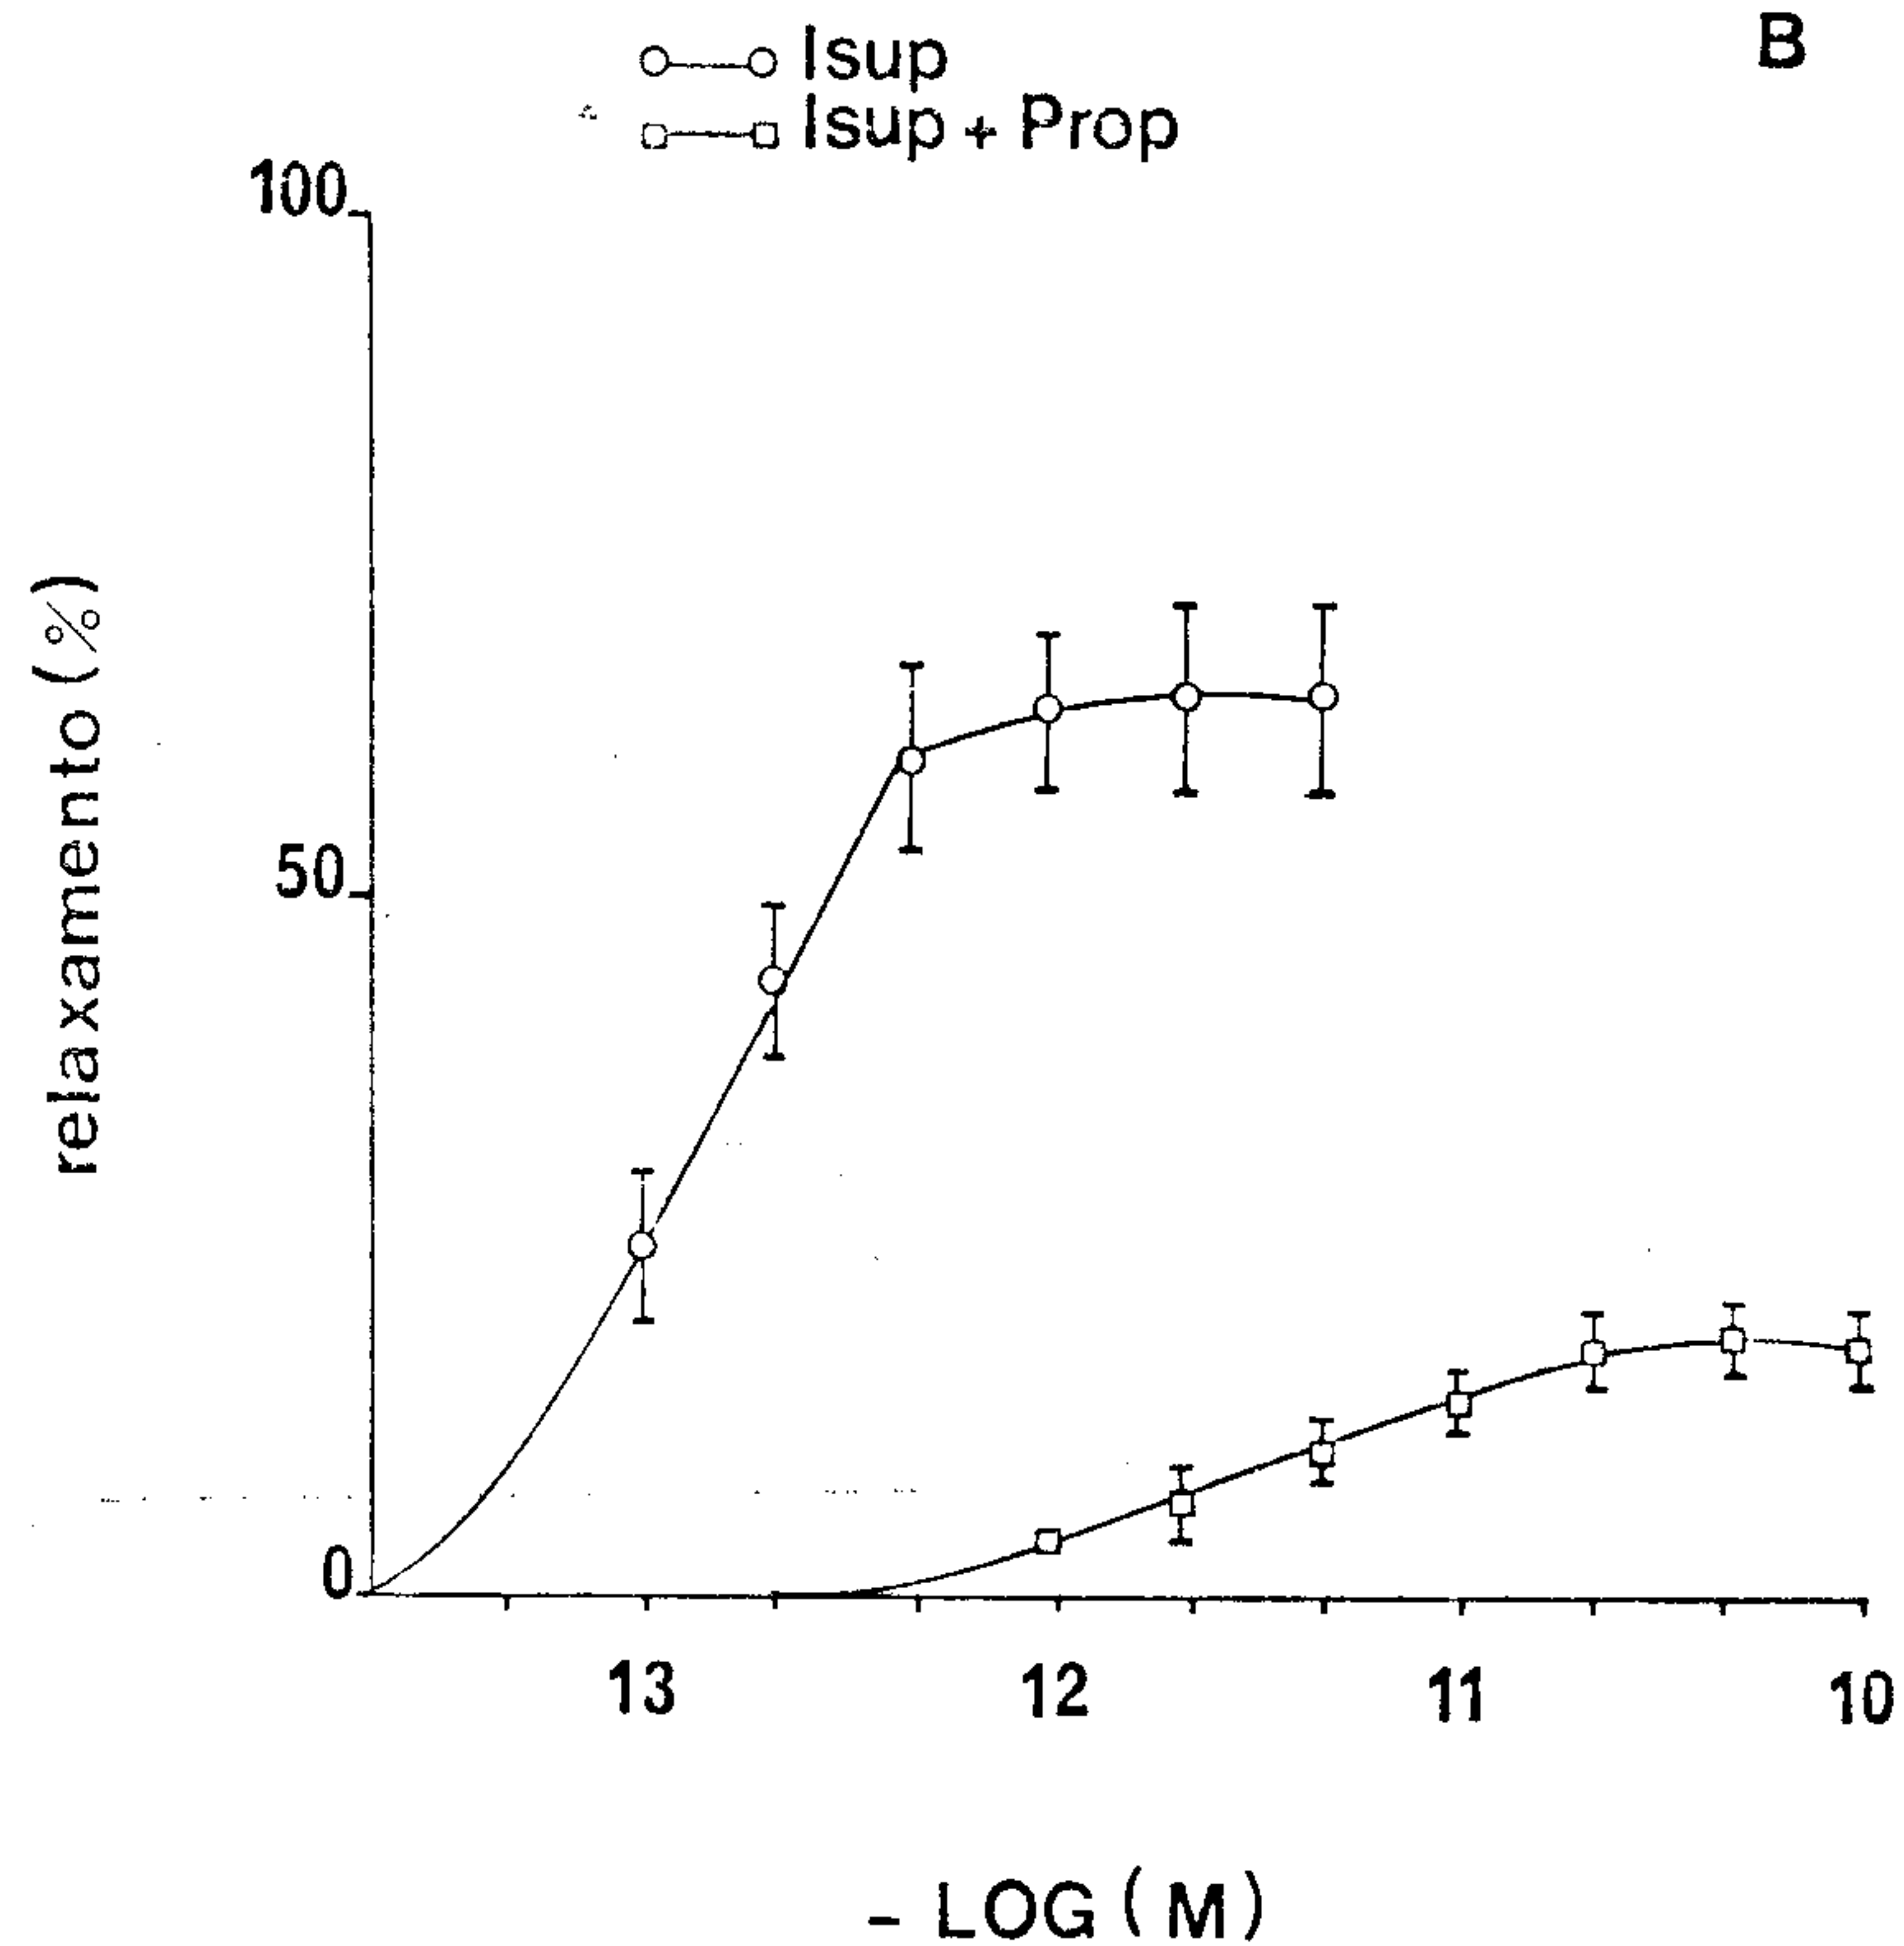 B
Isup
Isup + Prop
100
50
0
relaxamento (%)
13 12 11 10
- LOG (M)